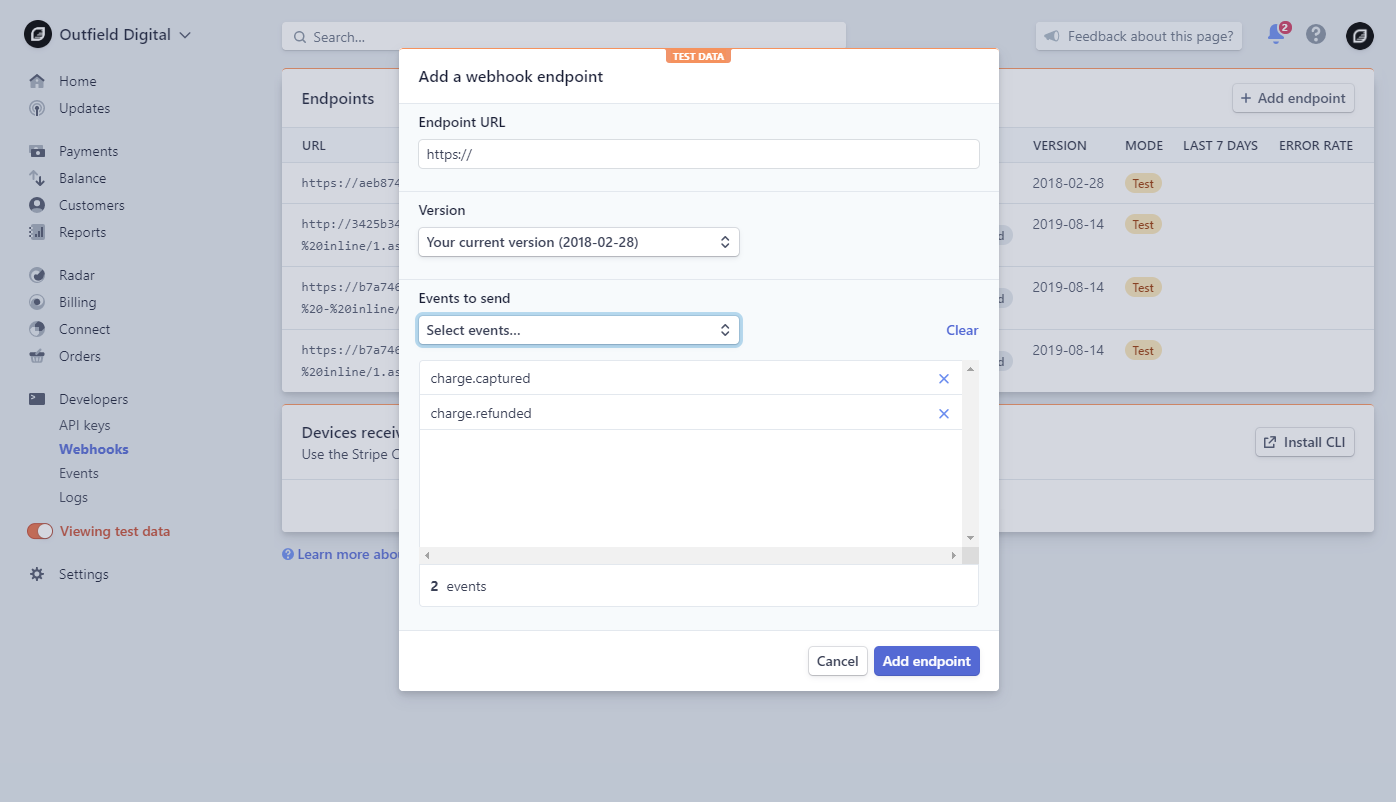 Outfield Digital
Search...
Feedback about this page?
2
Home
Updates
Payments
Balance
Customers
Reports
Radar
Billing
Connect
Orders
Developers
API keys
Webhooks
Events
Logs
Viewing test data
Settings
Endpoints
+ Add endpoint
URL
VERSION MODE LAST 7 DAYS ERROR RATE
https://aeb874
2018-02-28 Test
http://3425b34
%20inline/1.as
d
2019-08-14 Test
https://b7a746
%20-%20inline/
d
2019-08-14 Test
https://b7a746
%20inline/1.as
d
2019-08-14 Test
Devices receiv
Use the Stripe C
Install CLI
Learn more abou
TEST DATA
Add a webhook endpoint
Endpoint URL
https://
Version
Your current version (2018-02-28)
Events to send
Select events...
Clear
charge.captured
charge.refunded
2 events
Cancel
Add endpoint